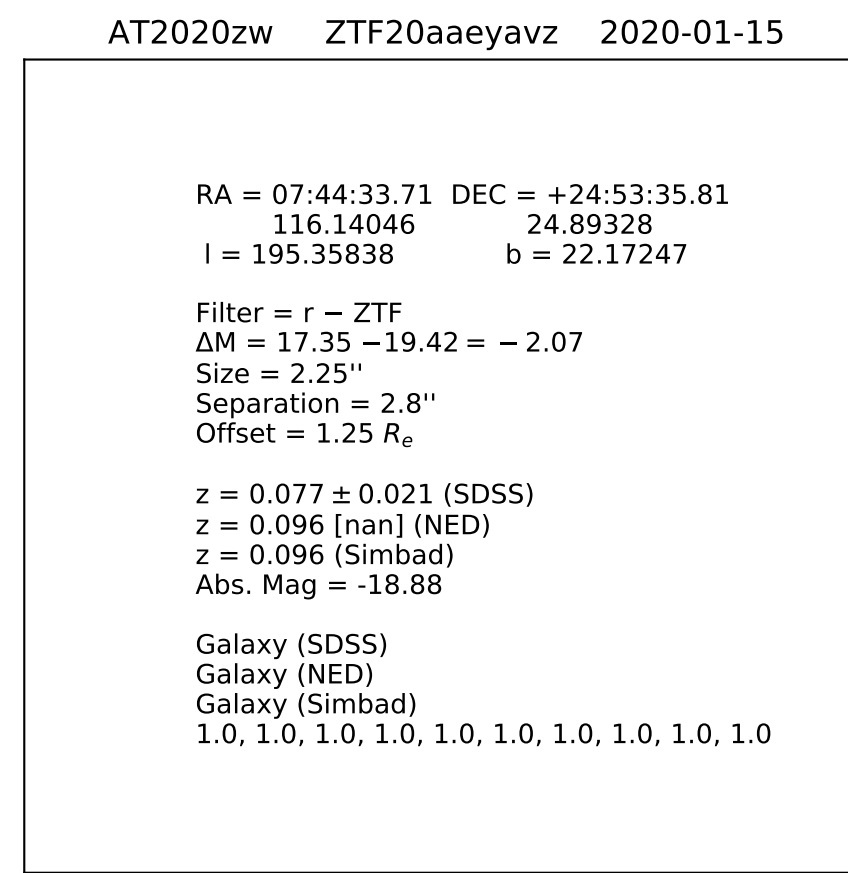 AT2020zw ZTF20aaeyavz 2020-01-15
RA = 07:44:33.71 DEC = +24:53:35.81
116.14046 24.89328
l = 195.35838 b = 22.17247
Filter = r − ZTF
ΔM = 17.35 −19.42 = − 2.07
Size = 2.25''
Separation = 2.8''
Offset = 1.25 Re
z = 0.077 ± 0.021 (SDSS)
z = 0.096 [nan] (NED)
z = 0.096 (Simbad)
Abs. Mag = -18.88
Galaxy (SDSS)
Galaxy (NED)
Galaxy (Simbad)
1.0, 1.0, 1.0, 1.0, 1.0, 1.0, 1.0, 1.0, 1.0, 1.0